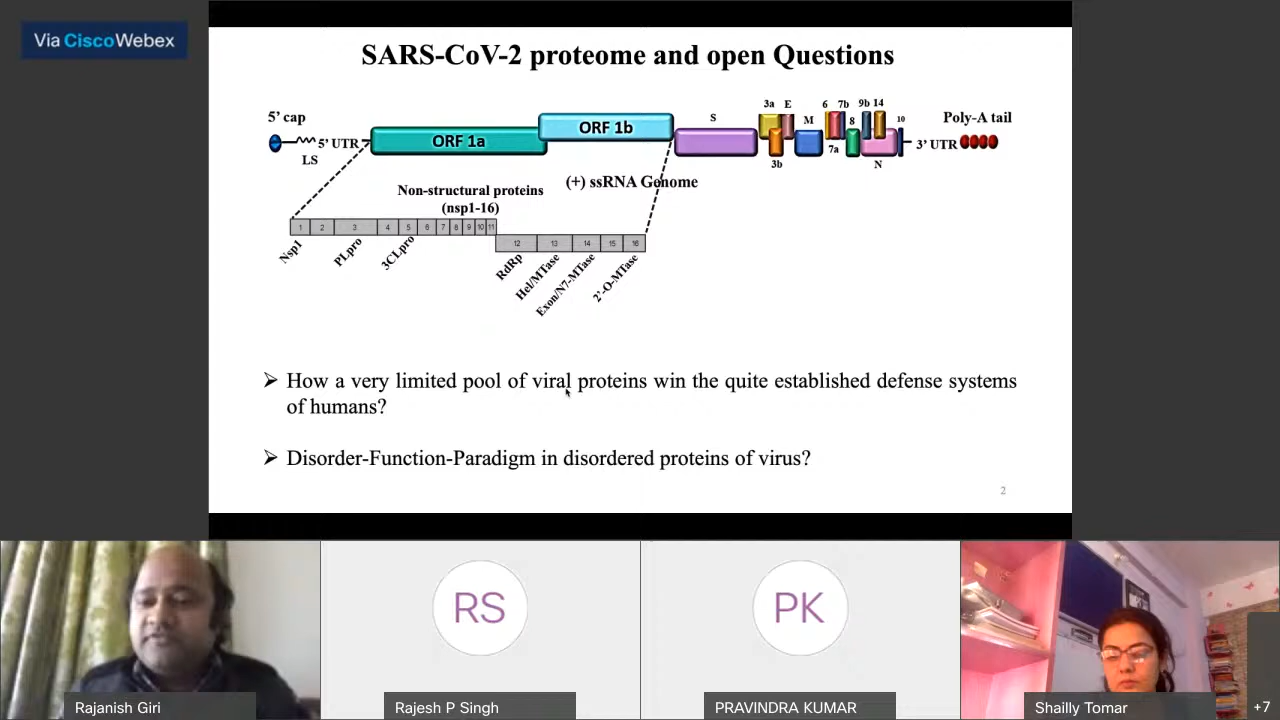 Via CiscoWebex
SARS-CoV-2 proteome and open Questions
3a E 6 7b 9b 14
5' cap S M 8 10 Poly-A tail
ORF 1a ORF 1b
5' UTR 3' UTR
LS 3b 7a N
(+) ssRNA Genome
Non-structural proteins
(nsp1-16)
1 2 3 4 5 6 7 8 9 10 11
12 13 14 15 16
Nsp1 PLpro 3CLpro RdRp Hel/MTase Exon/N7-MTase 2'-O-MTase
➢ How a very limited pool of viral proteins win the quite established defense systems
of humans?
➢ Disorder-Function-Paradigm in disordered proteins of virus?
2
RS PK
Rajanish Giri Rajesh P Singh PRAVINDRA KUMAR Shailly Tomar +7